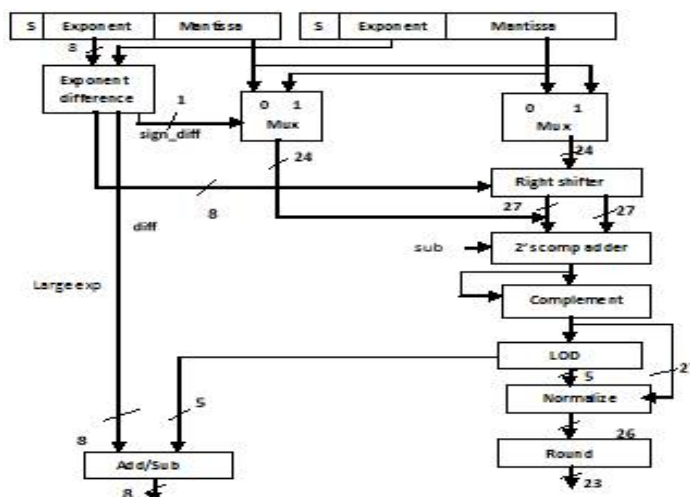 S Exponent Mantissa S Exponent Mantissa
8
Exponent
difference
1
sign_diff
0 1
Mux
0 1
Mux
24
24
Right shifter
8
27
27
diff
sub
2's comp adder
Large exp
Complement
LOD
5
5
Normalize
8
26
Add/Sub
Round
8
23